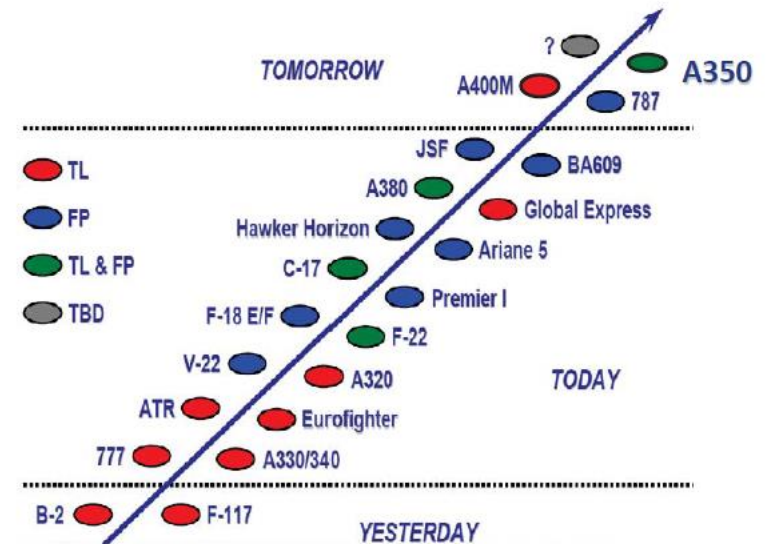 ?
TOMORROW
A350
A400M
787
JSF
BA609
TL
A380
FP
Global Express
Hawker Horizon
Ariane 5
TL & FP
C-17
Premier I
TBD
F-18 E/F
F-22
V-22
A320
TODAY
ATR
Eurofighter
777
A330/340
B-2
F-117
YESTERDAY